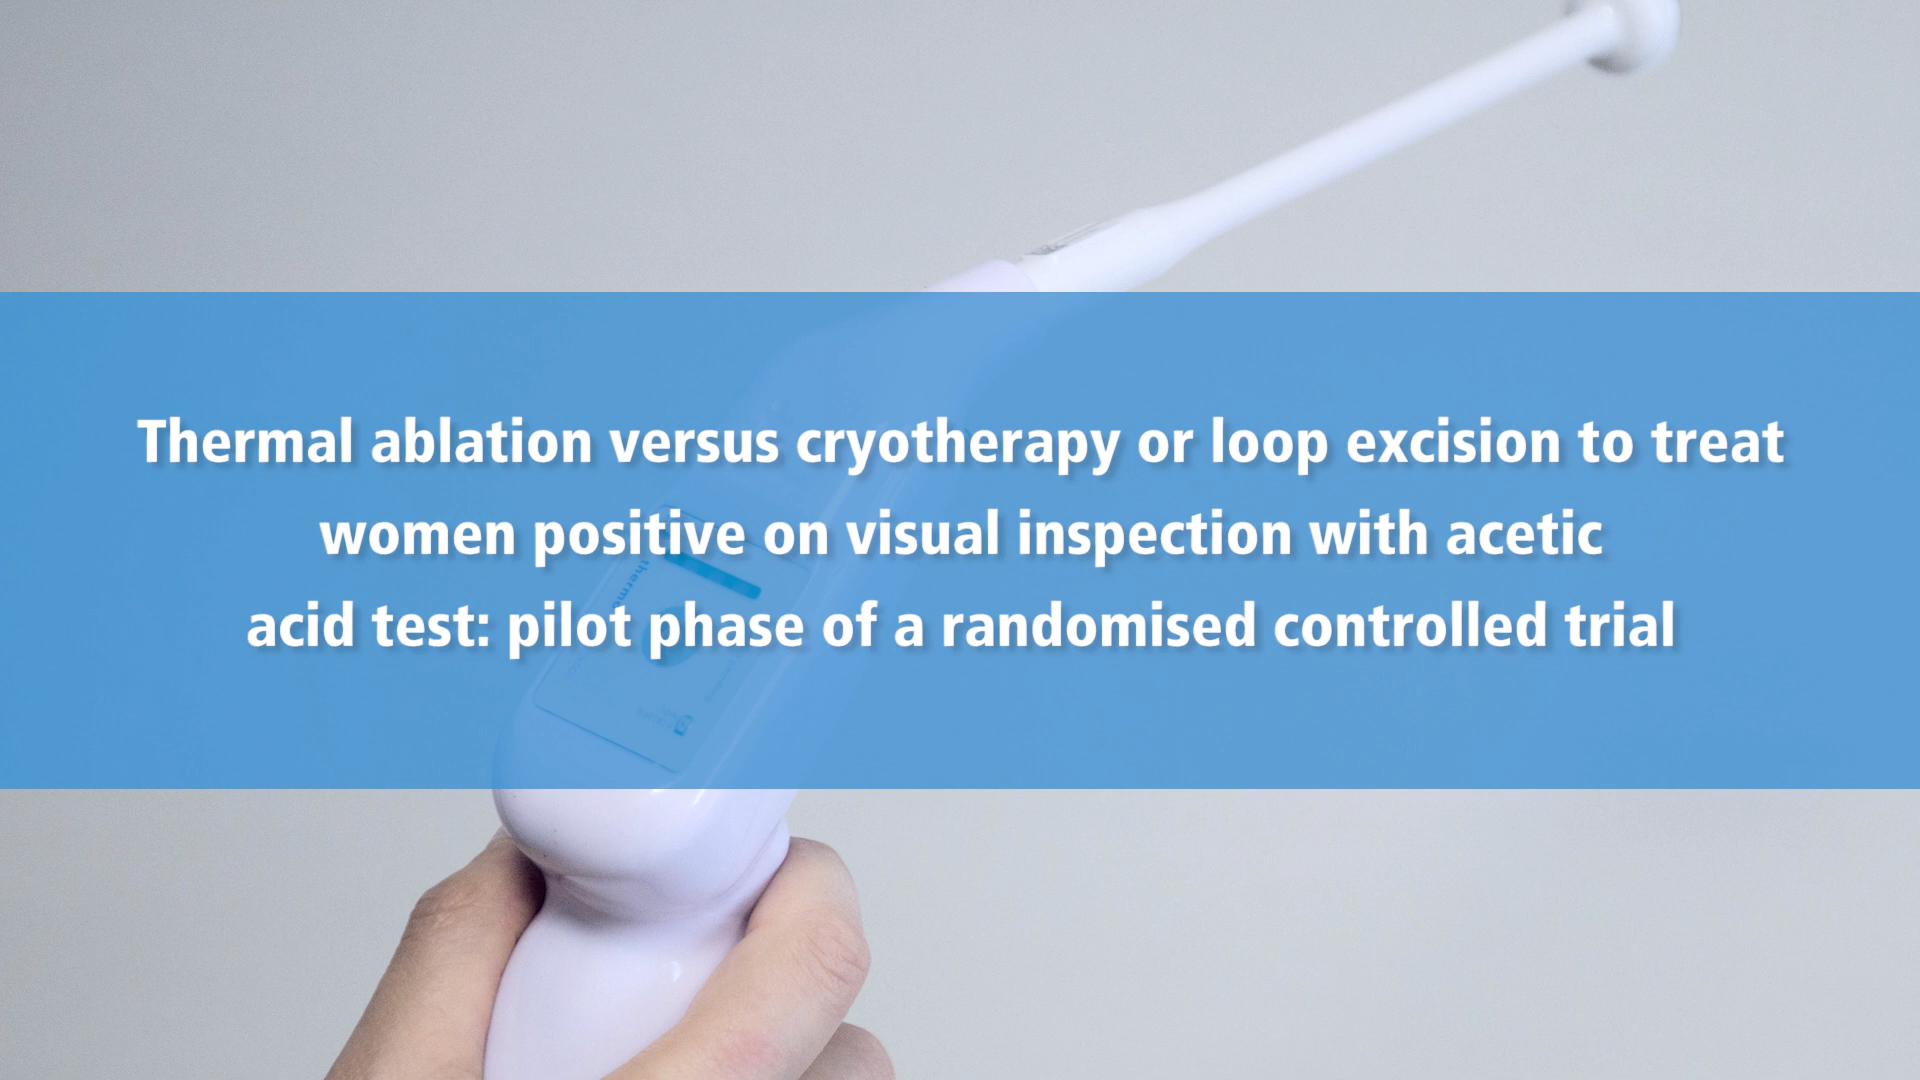 Thermal ablation versus cryotherapy or loop excision to treat
women positive on visual inspection with acetic
acid test: pilot phase of a randomised controlled trial